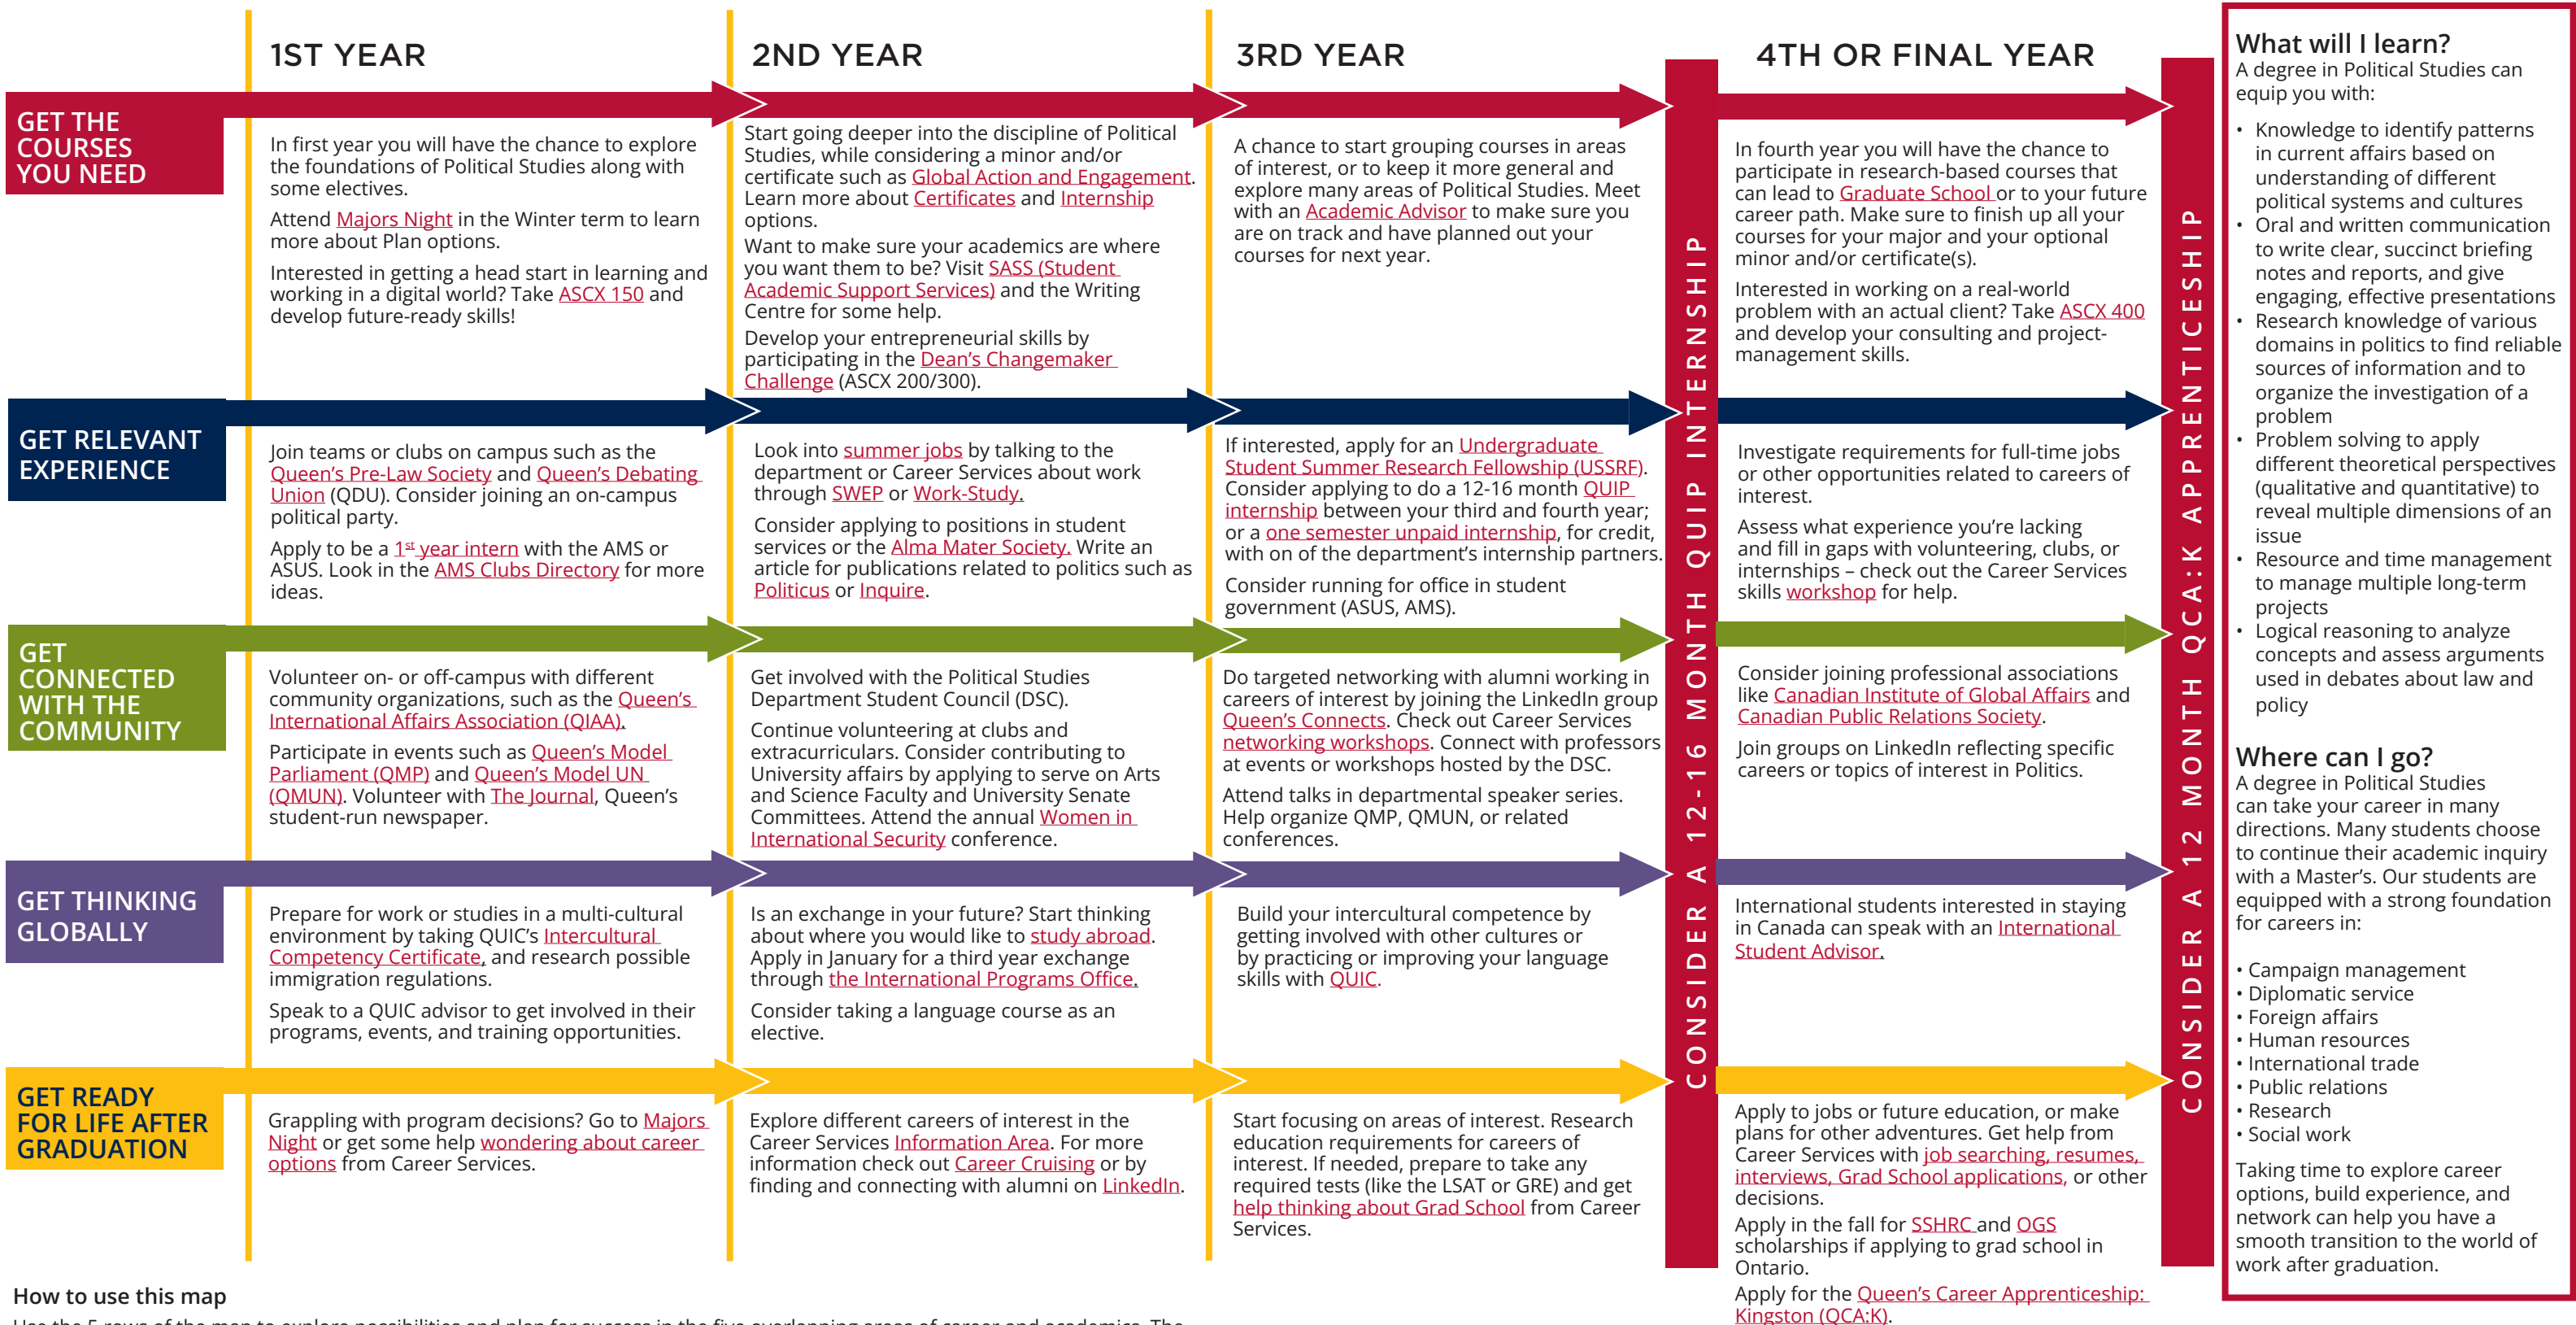 1ST YEAR
2ND YEAR
3RD YEAR
4TH OR FINAL YEAR
GET THE
COURSES
YOU NEED
In first year you will have the chance to explore
the foundations of Political Studies along with
some electives.
Attend Majors Night in the Winter term to learn
more about Plan options.
Interested in getting a head start in learning and
working in a digital world? Take ASCX 150 and
develop future-ready skills!
Start going deeper into the discipline of Political
Studies, while considering a minor and/or
certificate such as Global Action and Engagement.
Learn more about Certificates and Internship
options.
Want to make sure your academics are where
you want them to be? Visit SASS (Student
Academic Support Services) and the Writing
Centre for some help.
Develop your entrepreneurial skills by
participating in the Dean’s Changemaker
Challenge (ASCX 200/300).
A chance to start grouping courses in areas
of interest, or to keep it more general and
explore many areas of Political Studies. Meet
with an Academic Advisor to make sure you
are on track and have planned out your
courses for next year.
In fourth year you will have the chance to
participate in research-based courses that
can lead to Graduate School or to your future
career path. Make sure to finish up all your
courses for your major and your optional
minor and/or certificate(s).
Interested in working on a real-world
problem with an actual client? Take ASCX 400
and develop your consulting and project-
management skills.
GET RELEVANT
EXPERIENCE
Join teams or clubs on campus such as the
Queen’s Pre-Law Society and Queen’s Debating
Union (QDU). Consider joining an on-campus
political party.
Apply to be a 1st year intern with the AMS or
ASUS. Look in the AMS Clubs Directory for more
ideas.
Look into summer jobs by talking to the
department or Career Services about work
through SWEP or Work-Study.
Consider applying to positions in student
services or the Alma Mater Society. Write an
article for publications related to politics such as
Politicus or Inquire.
If interested, apply for an Undergraduate
Student Summer Research Fellowship (USSRF).
Consider applying to do a 12-16 month QUIP
internship between your third and fourth year;
or a one semester unpaid internship, for credit,
with on of the department’s internship partners.
Consider running for office in student
government (ASUS, AMS).
Investigate requirements for full-time jobs
or other opportunities related to careers of
interest.
Assess what experience you’re lacking
and fill in gaps with volunteering, clubs, or
internships – check out the Career Services
skills workshop for help.
GET
CONNECTED
WITH THE
COMMUNITY
Volunteer on- or off-campus with different
community organizations, such as the Queen’s
International Affairs Association (QIAA).
Participate in events such as Queen’s Model
Parliament (QMP) and Queen’s Model UN
(QMUN). Volunteer with The Journal, Queen’s
student-run newspaper.
Get involved with the Political Studies
Department Student Council (DSC).
Continue volunteering at clubs and
extracurriculars. Consider contributing to
University affairs by applying to serve on Arts
and Science Faculty and University Senate
Committees. Attend the annual Women in
International Security conference.
Do targeted networking with alumni working in
careers of interest by joining the LinkedIn group
Queen’s Connects. Check out Career Services
networking workshops. Connect with professors
at events or workshops hosted by the DSC.
Attend talks in departmental speaker series.
Help organize QMP, QMUN, or related
conferences.
Consider joining professional associations
like Canadian Institute of Global Affairs and
Canadian Public Relations Society.
Join groups on LinkedIn reflecting specific
careers or topics of interest in Politics.
GET THINKING
GLOBALLY
Prepare for work or studies in a multi-cultural
environment by taking QUIC’s Intercultural
Competency Certificate, and research possible
immigration regulations.
Speak to a QUIC advisor to get involved in their
programs, events, and training opportunities.
Is an exchange in your future? Start thinking
about where you would like to study abroad.
Apply in January for a third year exchange
through the International Programs Office.
Consider taking a language course as an
elective.
Build your intercultural competence by
getting involved with other cultures or
by practicing or improving your language
skills with QUIC.
International students interested in staying
in Canada can speak with an International
Student Advisor.
GET READY
FOR LIFE AFTER
GRADUATION
Grappling with program decisions? Go to Majors
Night or get some help wondering about career
options from Career Services.
Explore different careers of interest in the
Career Services Information Area. For more
information check out Career Cruising or by
finding and connecting with alumni on LinkedIn.
Start focusing on areas of interest. Research
education requirements for careers of
interest. If needed, prepare to take any
required tests (like the LSAT or GRE) and get
help thinking about Grad School from Career
Services.
Apply to jobs or future education, or make
plans for other adventures. Get help from
Career Services with job searching, resumes,
interviews, Grad School applications, or other
decisions.
Apply in the fall for SSHRC and OGS
scholarships if applying to grad school in
Ontario.
Apply for the Queen’s Career Apprenticeship:
Kingston (QCA:K).
CONSIDER A 12-16 MONTH QUIP INTERNSHIP
CONSIDER A 12 MONTH QCA:K APPRENTICESHIP
What will I learn?
A degree in Political Studies can
equip you with:
• Knowledge to identify patterns
in current affairs based on
understanding of different
political systems and cultures
• Oral and written communication
to write clear, succinct briefing
notes and reports, and give
engaging, effective presentations
• Research knowledge of various
domains in politics to find reliable
sources of information and to
organize the investigation of a
problem
• Problem solving to apply
different theoretical perspectives
(qualitative and quantitative) to
reveal multiple dimensions of an
issue
• Resource and time management
to manage multiple long-term
projects
• Logical reasoning to analyze
concepts and assess arguments
used in debates about law and
policy
Where can I go?
A degree in Political Studies
can take your career in many
directions. Many students choose
to continue their academic inquiry
with a Master’s. Our students are
equipped with a strong foundation
for careers in:
• Campaign management
• Diplomatic service
• Foreign affairs
• Human resources
• International trade
• Public relations
• Research
• Social work
Taking time to explore career
options, build experience, and
network can help you have a
smooth transition to the world of
work after graduation.
How to use this map
Use the 5 rows of the map to explore possibilities and plan for success in the five overlapping areas of career and academics. The